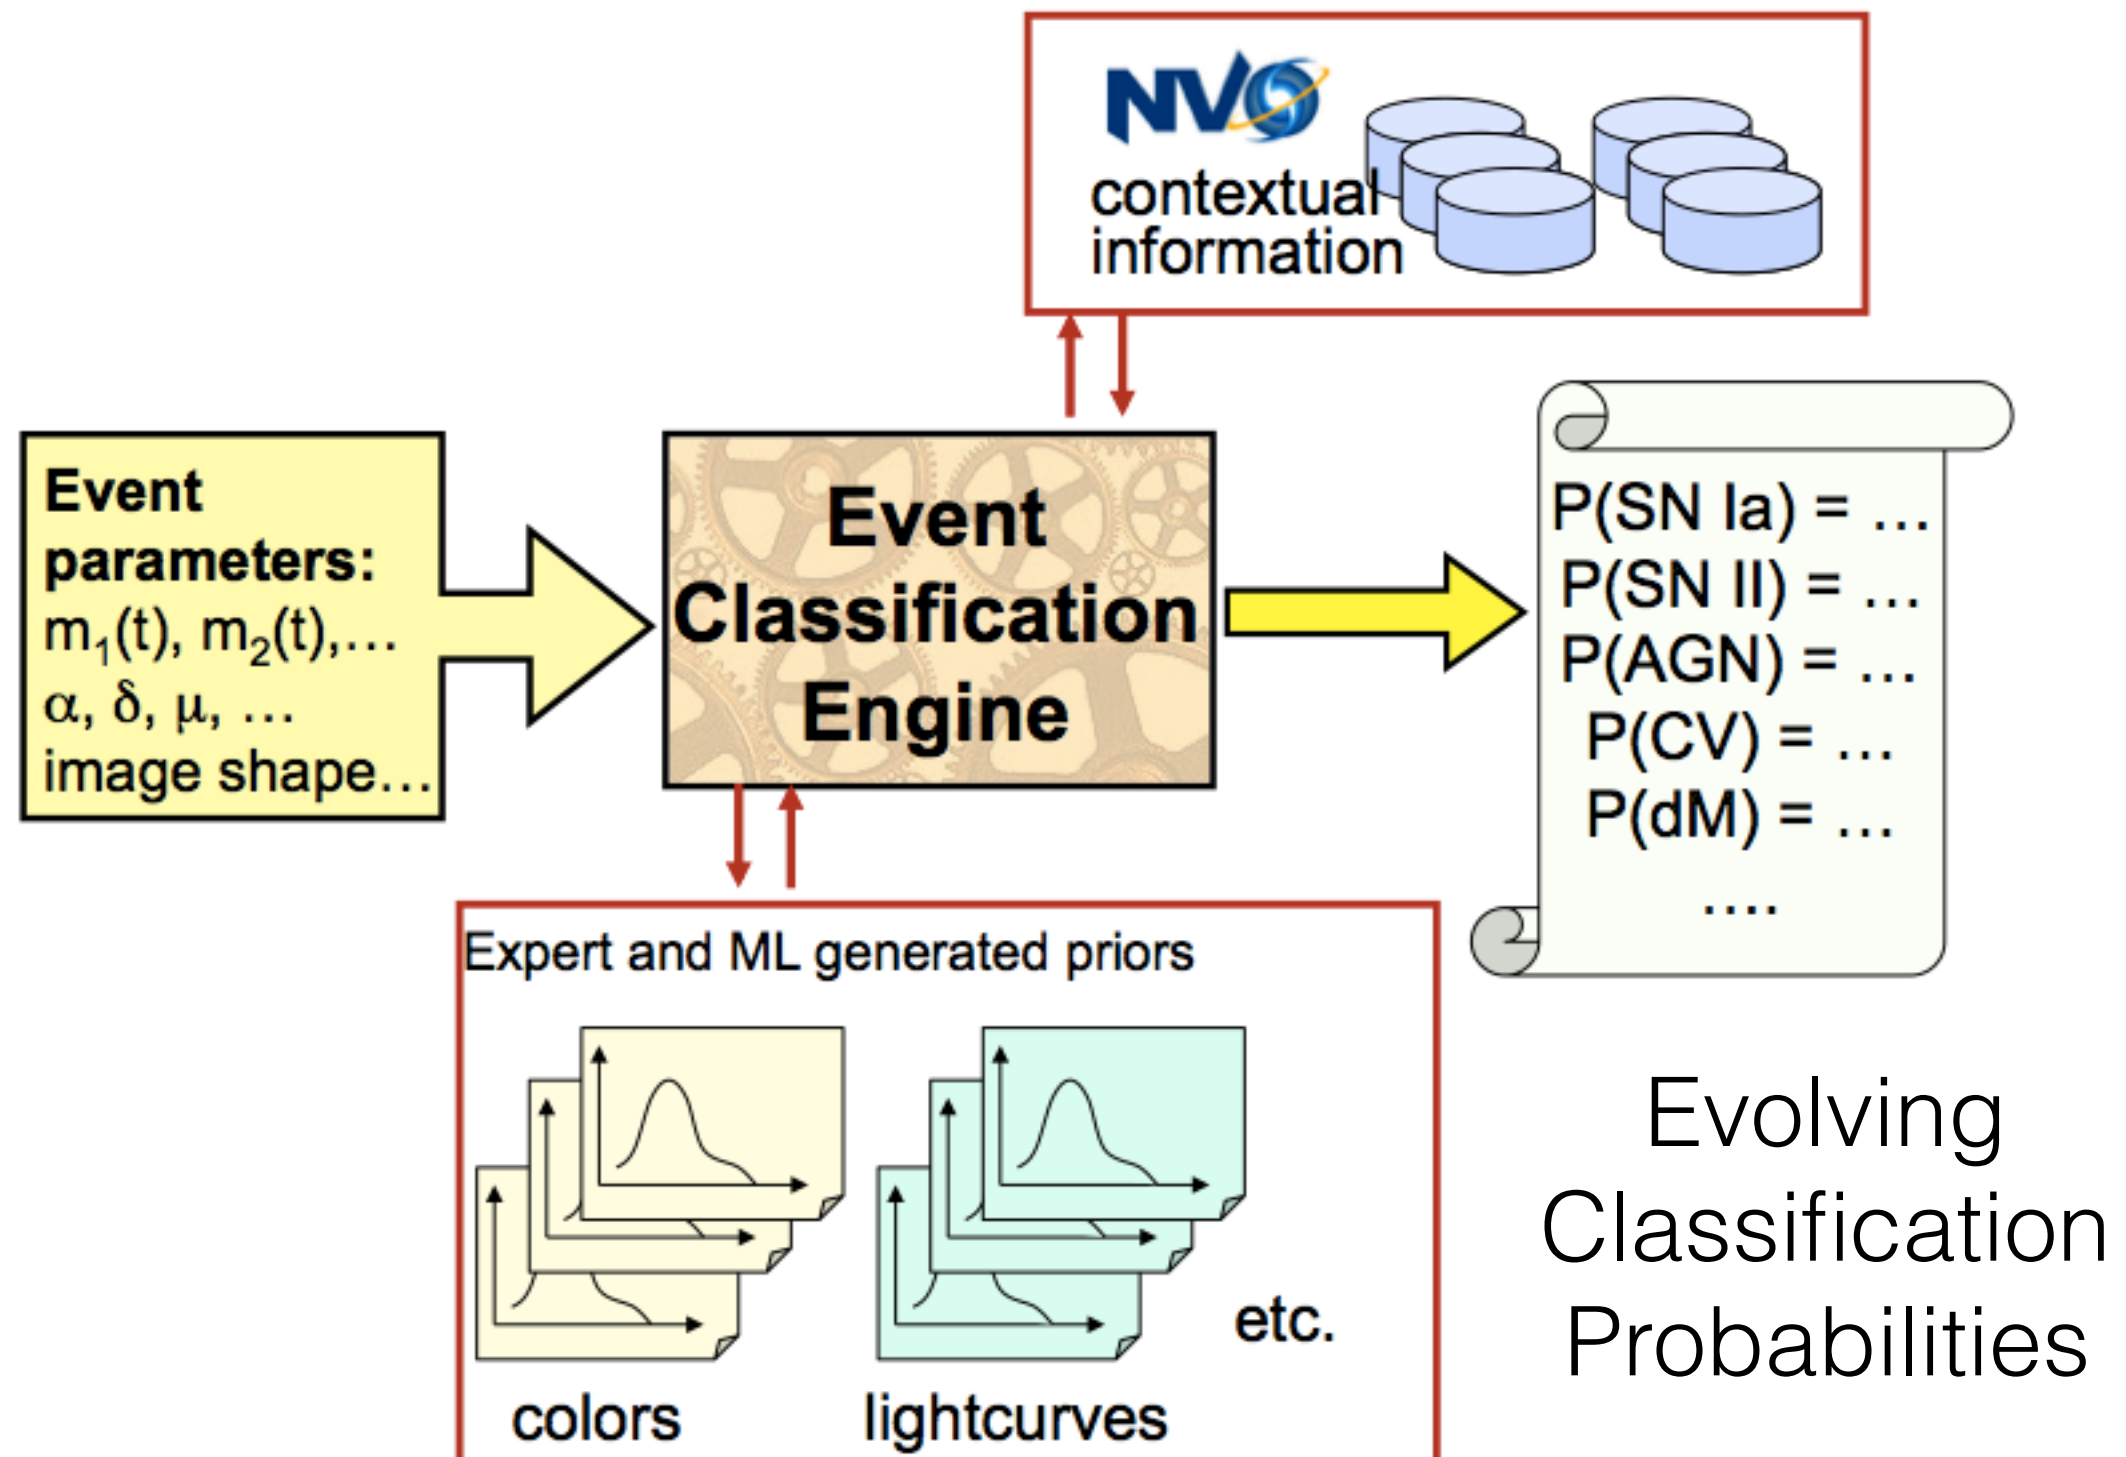 NVO
contextual
information
Event
parameters:
m₁(t), m₂(t),…
α, δ, μ, …
image shape…
Event
Classification
Engine
P(SN Ia) = …
P(SN II) = …
P(AGN) = …
P(CV) = …
P(dM) = …
….
Expert and ML generated priors
etc.
colors
lightcurves
Evolving
Classification
Probabilities